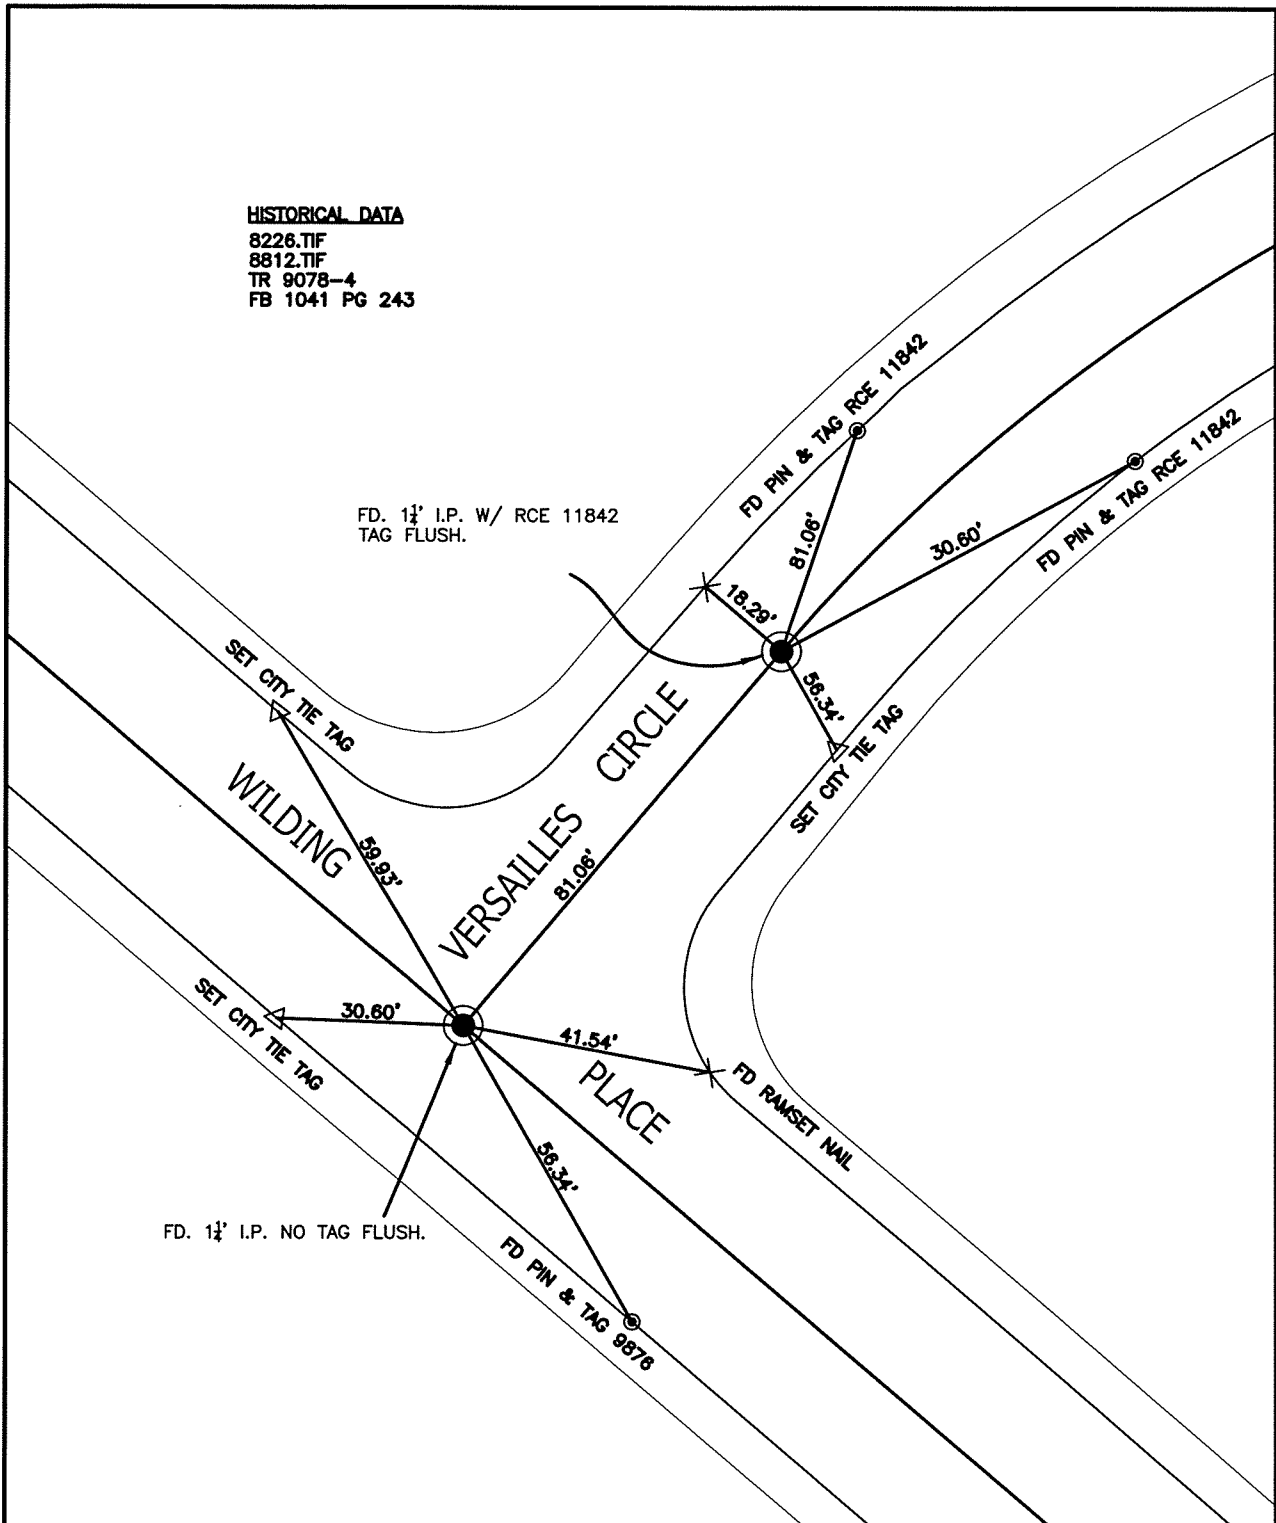 HISTORICAL DATA
8226.TIF
8812.TIF
TR 9078-4
FB 1041 PG 243
FD PIN & TAG RCE 11842
FD PIN & TAG RCE 11842
FD. 1¼' I.P. W/ RCE 11842
TAG FLUSH.
81.06'
30.60'
18.29'
56.34'
SET CITY TIE TAG
SET CITY TIE TAG
WILDING
VERSAILLES CIRCLE
59.93'
81.06'
SET CITY TIE TAG
30.60'
41.54'
PLACE
FD RAMSET NAIL
56.34'
FD. 1¼' I.P. NO TAG FLUSH.
FD PIN & TAG 9876